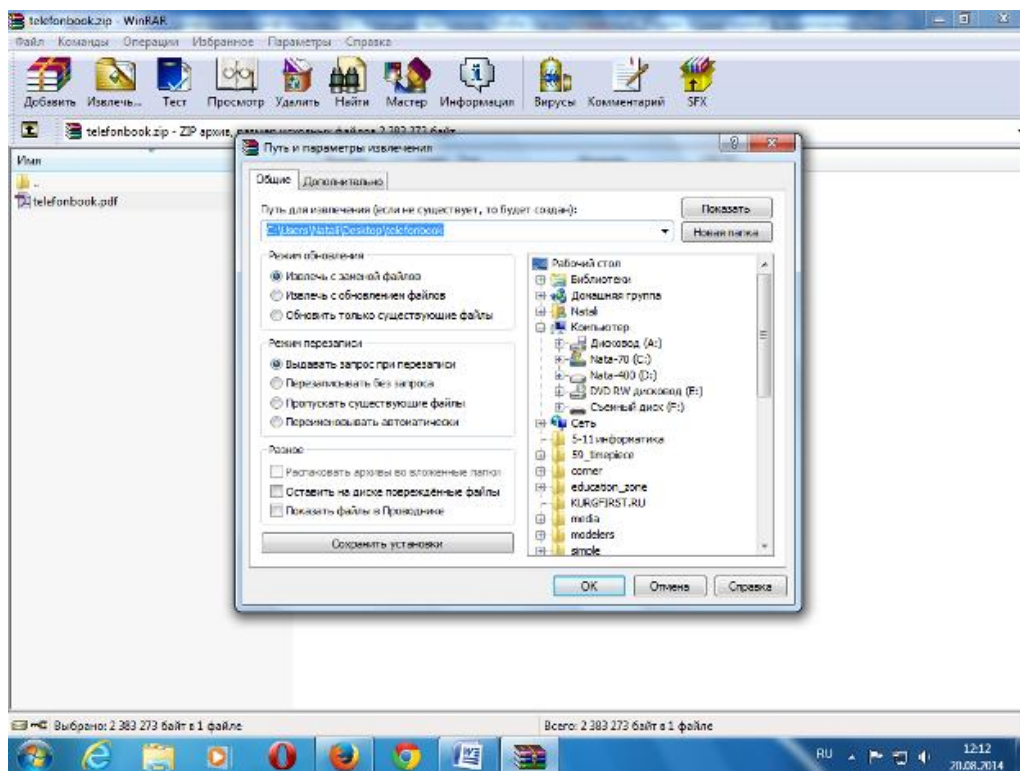 telefonbook.zip - WinRAR
Файл Команды Операции Избранное Параметры Справка
Добавить Извлечь... Тест Просмотр Удалить Найти Мастер Информация Вирусы Комментарий SFX
telefonbook.zip - ZIP архив, размер исходных файлов 2 383 273 байт
Имя
..
telefonbook.pdf
Путь и параметры извлечения
Общие Дополнительно
Путь для извлечения (если не существует, то будет создан):
C:\Users\Natali\Desktop\telefonbook
Показать
Новая папка
Режим обновления
Извлечь с заменой файлов
Извлечь с обновлением файлов
Обновить только существующие файлы
Режим перезаписи
Выдавать запрос при перезаписи
Перезаписывать без запроса
Пропускать существующие файлы
Переименовывать автоматически
Разное
Распаковать архивы во вложенные папки
Оставить на диске повреждённые файлы
Показать файлы в Проводнике
Сохранить установки
Рабочий стол
Библиотеки
Домашняя группа
Natali
Компьютер
Дисковод (A:)
Nata-70 (C:)
Nata-400 (D:)
DVD RW дисковод (E:)
Съемный диск (F:)
Сеть
5-11 информатика
59_timepiece
corner
education_zone
KURGFIRST.RU
media
modelers
simple
OK Отмена Справка
Выбрано: 2 383 273 байт в 1 файле
Всего: 2 383 273 байт в 1 файле
RU
12:12
20.08.2014